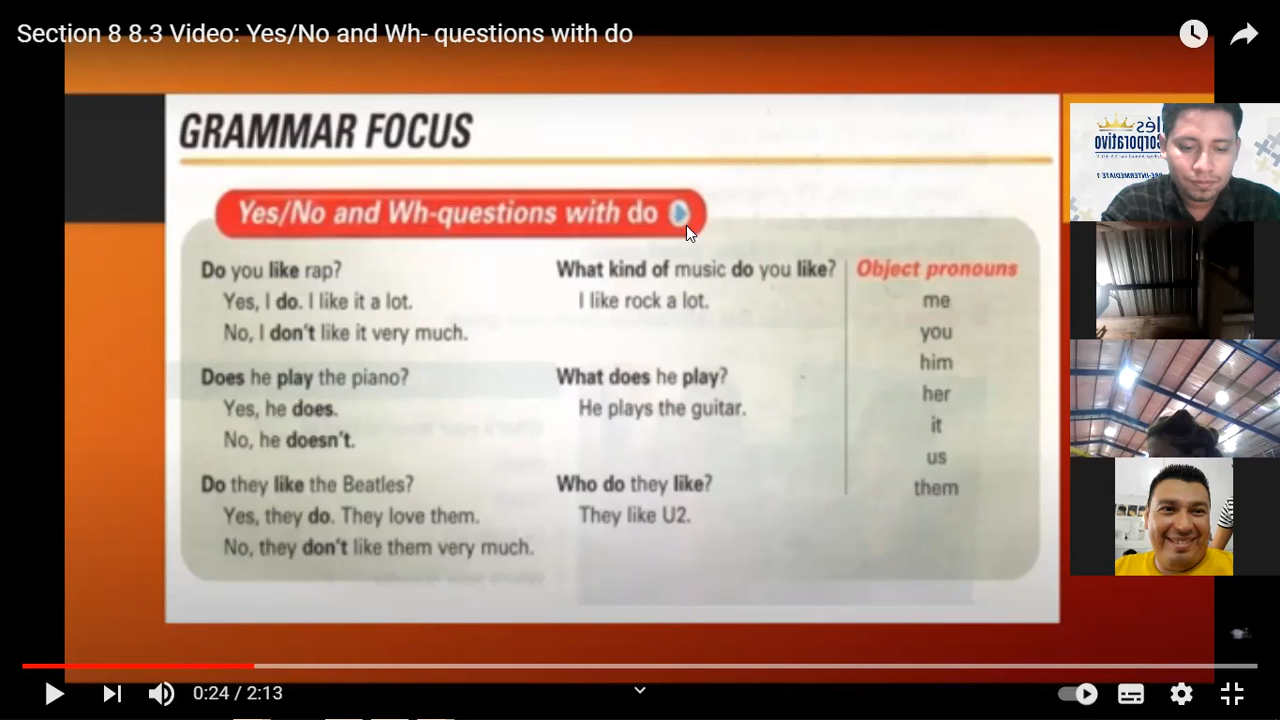 Section 8 8.3 Video: Yes/No and Wh- questions with do
GRAMMAR FOCUS
Yes/No and Wh-questions with do
Do you like rap?
Yes, I do. I like it a lot.
No, I don't like it very much.
Does he play the piano?
Yes, he does.
No, he doesn't.
Do they like the Beatles?
Yes, they do. They love them.
No, they don't like them very much.
What kind of music do you like?
I like rock a lot.
What does he play?
He plays the guitar.
Who do they like?
They like U2.
Object pronouns
me
you
him
her
it
us
them
0:24 / 2:13